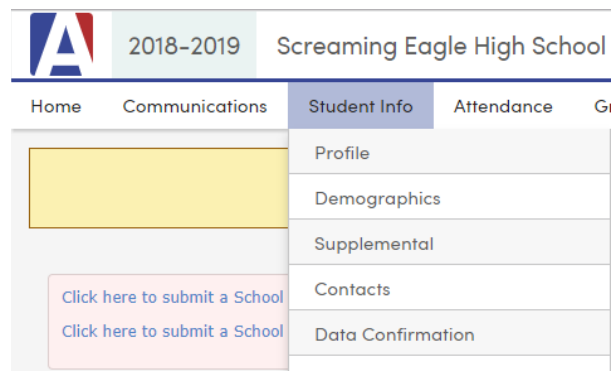 2018-2019 Screaming Eagle High School
Home Communications Student Info Attendance
Profile
Demographics
Supplemental
Contacts
Data Confirmation
Click here to submit a School
Click here to submit a School